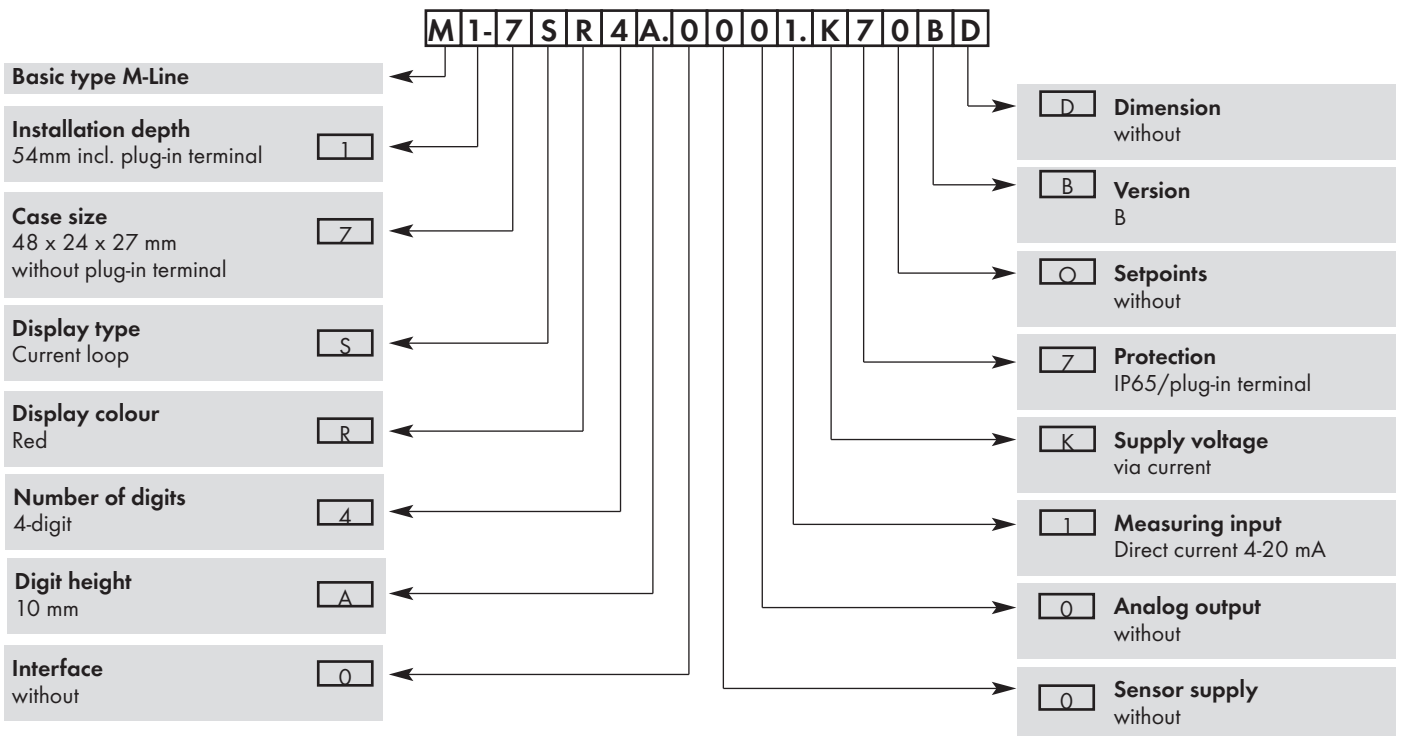 M1-7SR4A.0001.K70BD
Basic type M-Line
Installation depth
54mm incl. plug-in terminal
1
Case size
48 x 24 x 27 mm
without plug-in terminal
7
Display type
Current loop
S
Display colour
Red
R
Number of digits
4-digit
4
Digit height
10 mm
A
Interface
without
0
D
Dimension
without
B
Version
B
O
Setpoints
without
7
Protection
IP65/plug-in terminal
K
Supply voltage
via current
1
Measuring input
Direct current 4-20 mA
0
Analog output
without
0
Sensor supply
without